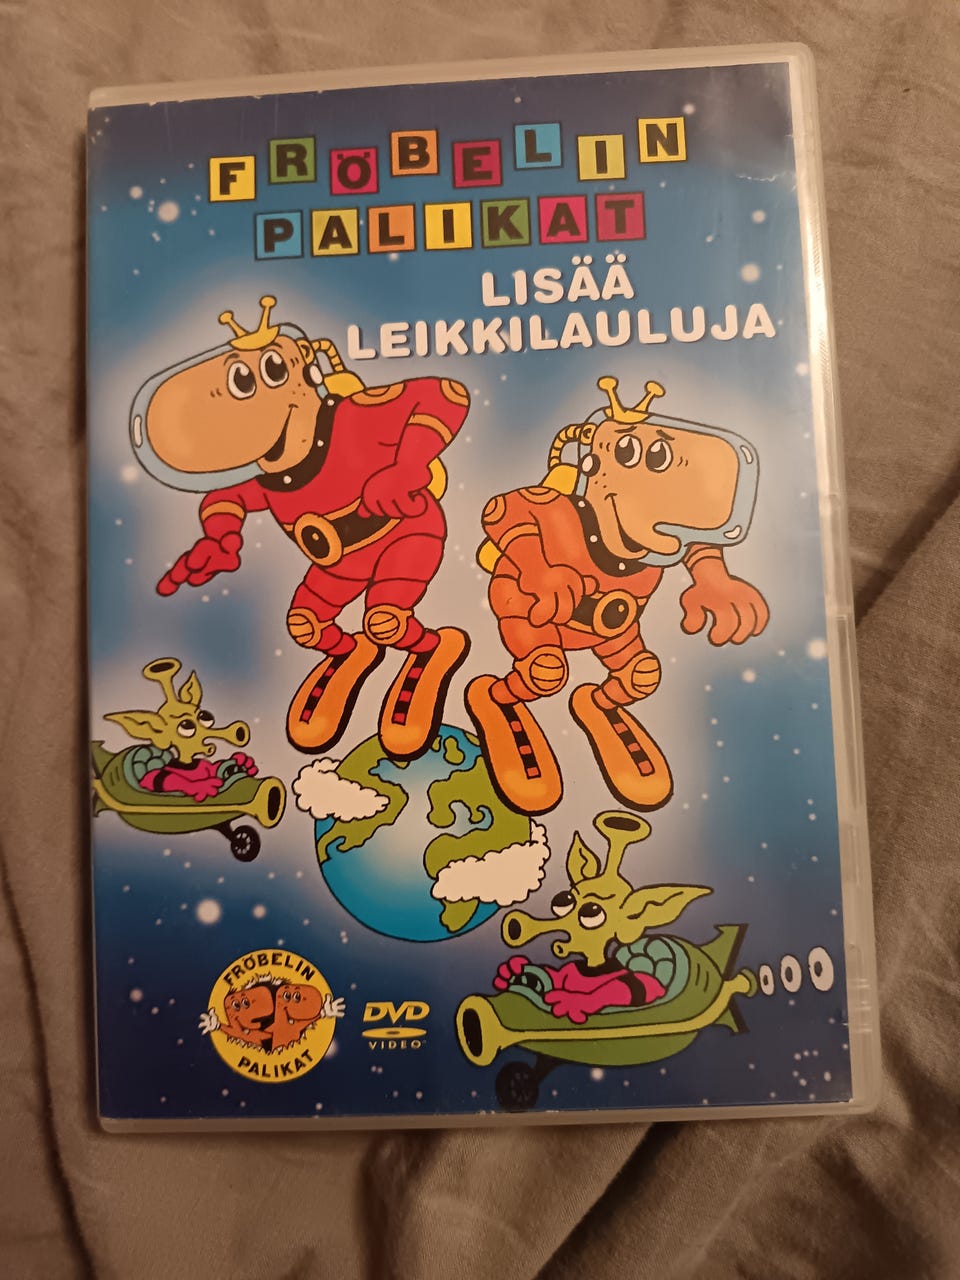 FRÖBELIN
PALIKAT
LISÄÄ
LEIKKILAULUJA
FRÖBELIN
PALIKAT
DVD
VIDEO